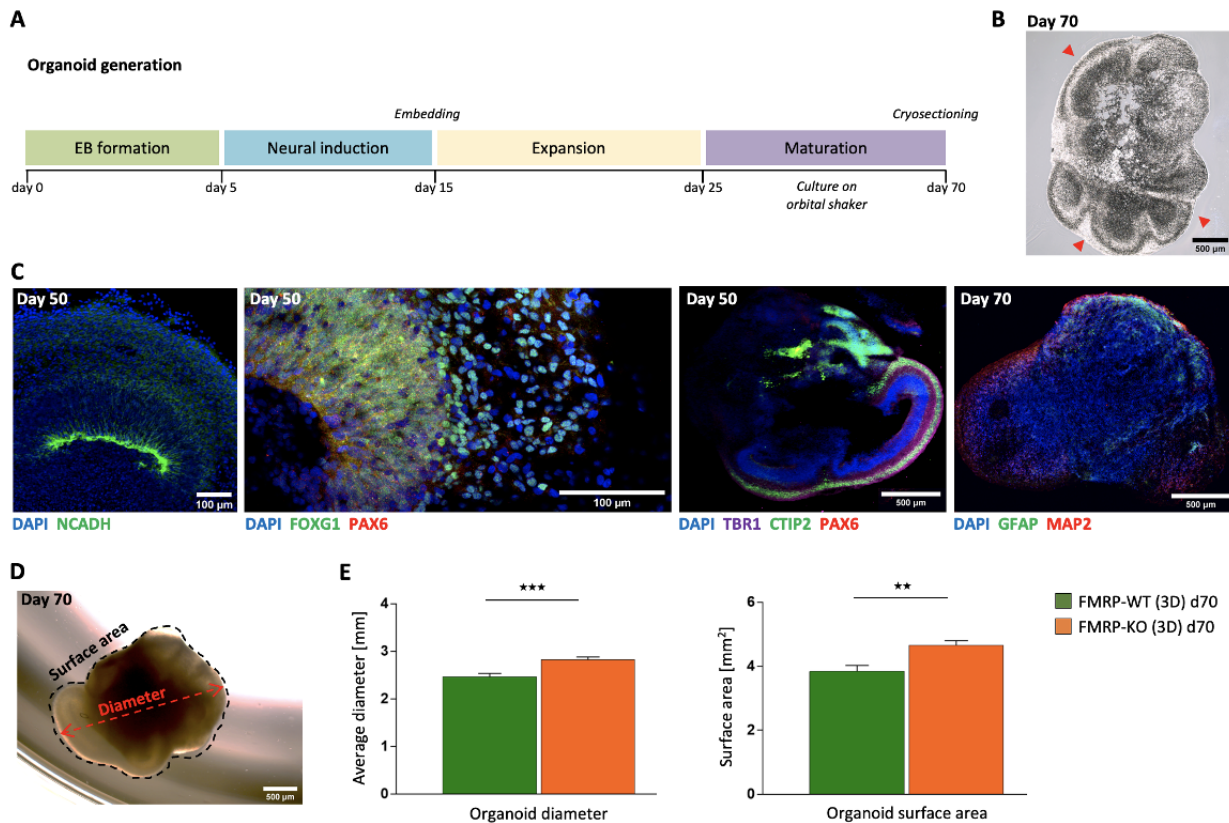 A
Organoid generation
Embedding
Cryosectioning
EB formation
Neural induction
Expansion
Maturation
day 0
day 5
day 15
day 25
day 70
Culture on
orbital shaker
B
Day 70
500 µm
C
Day 50
100 µm
DAPI NCADH
Day 50
100 µm
DAPI FOXG1 PAX6
Day 50
500 µm
DAPI TBR1 CTIP2 PAX6
Day 70
500 µm
DAPI GFAP MAP2
D
Day 70
Surface area
Diameter
500 µm
E
★★★
Average diameter [mm]
4
3
2
1
0
Organoid diameter
★★
Surface area [mm²]
6
4
2
0
Organoid surface area
FMRP-WT (3D) d70
FMRP-KO (3D) d70